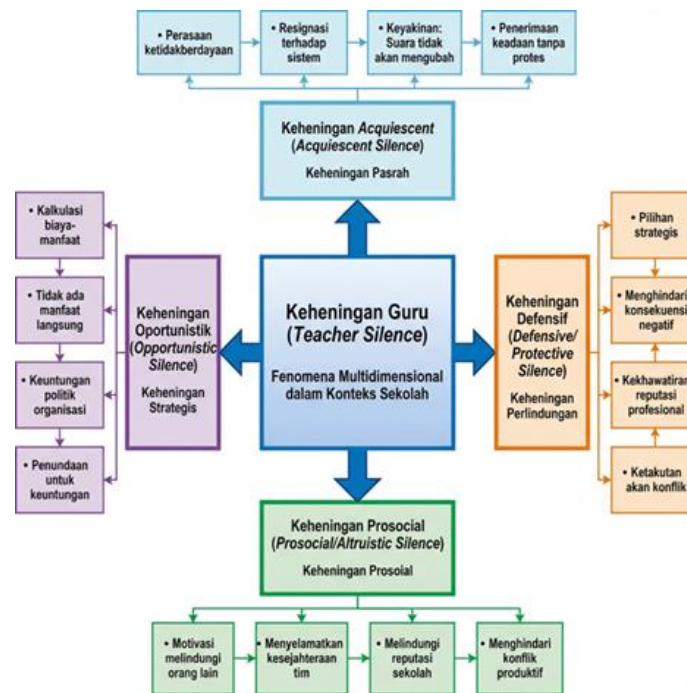 • Perasaan
ketidakberdayaan
• Resignasi
terhadap
sistem
• Keyakinan:
Suara tidak
akan mengubah
• Penerimaan
keadaan tanpa
protes
Keheningan Acquiescent
(Acquiescent Silence)
Keheningan Pasrah
• Kalkulasi
biaya-
manfaat
• Tidak ada
manfaat
langsung
• Keuntungan
politik
organisasi
• Penundaan
untuk
keuntungan
Keheningan
Oportunistik
(Opportunistic
Silence)
Keheningan
Strategis
Keheningan Guru
(Teacher Silence)
Fenomena Multidimensional
dalam Konteks Sekolah
Keheningan
Defensif
(Defensive/
Protective
Silence)
Keheningan
Perlindungan
• Pilihan
strategis
• Menghindari
konsekuensi
negatif
• Kekhawatiran
reputasi
profesional
• Ketakutan
akan konflik
Keheningan Prosocial
(Prosocial/Altruistic Silence)
Keheningan Prosoial
• Motivasi
melindungi
orang lain
• Menyelamatkan
kesejahteraan
tim
• Melindungi
reputasi
sekolah
• Menghindari
konflik
produktif